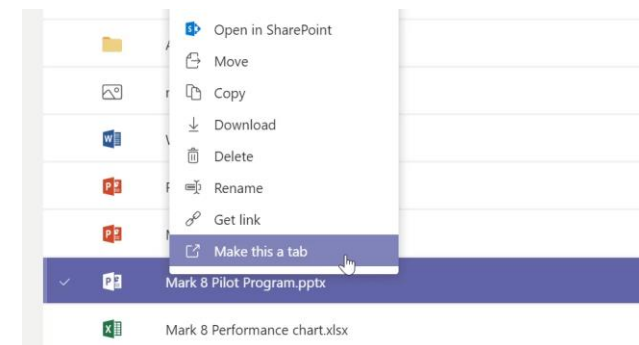 Open in SharePoint
Move
Copy
Download
Delete
Rename
Get link
Make this a tab
Mark 8 Pilot Program.pptx
Mark 8 Performance chart.xlsx